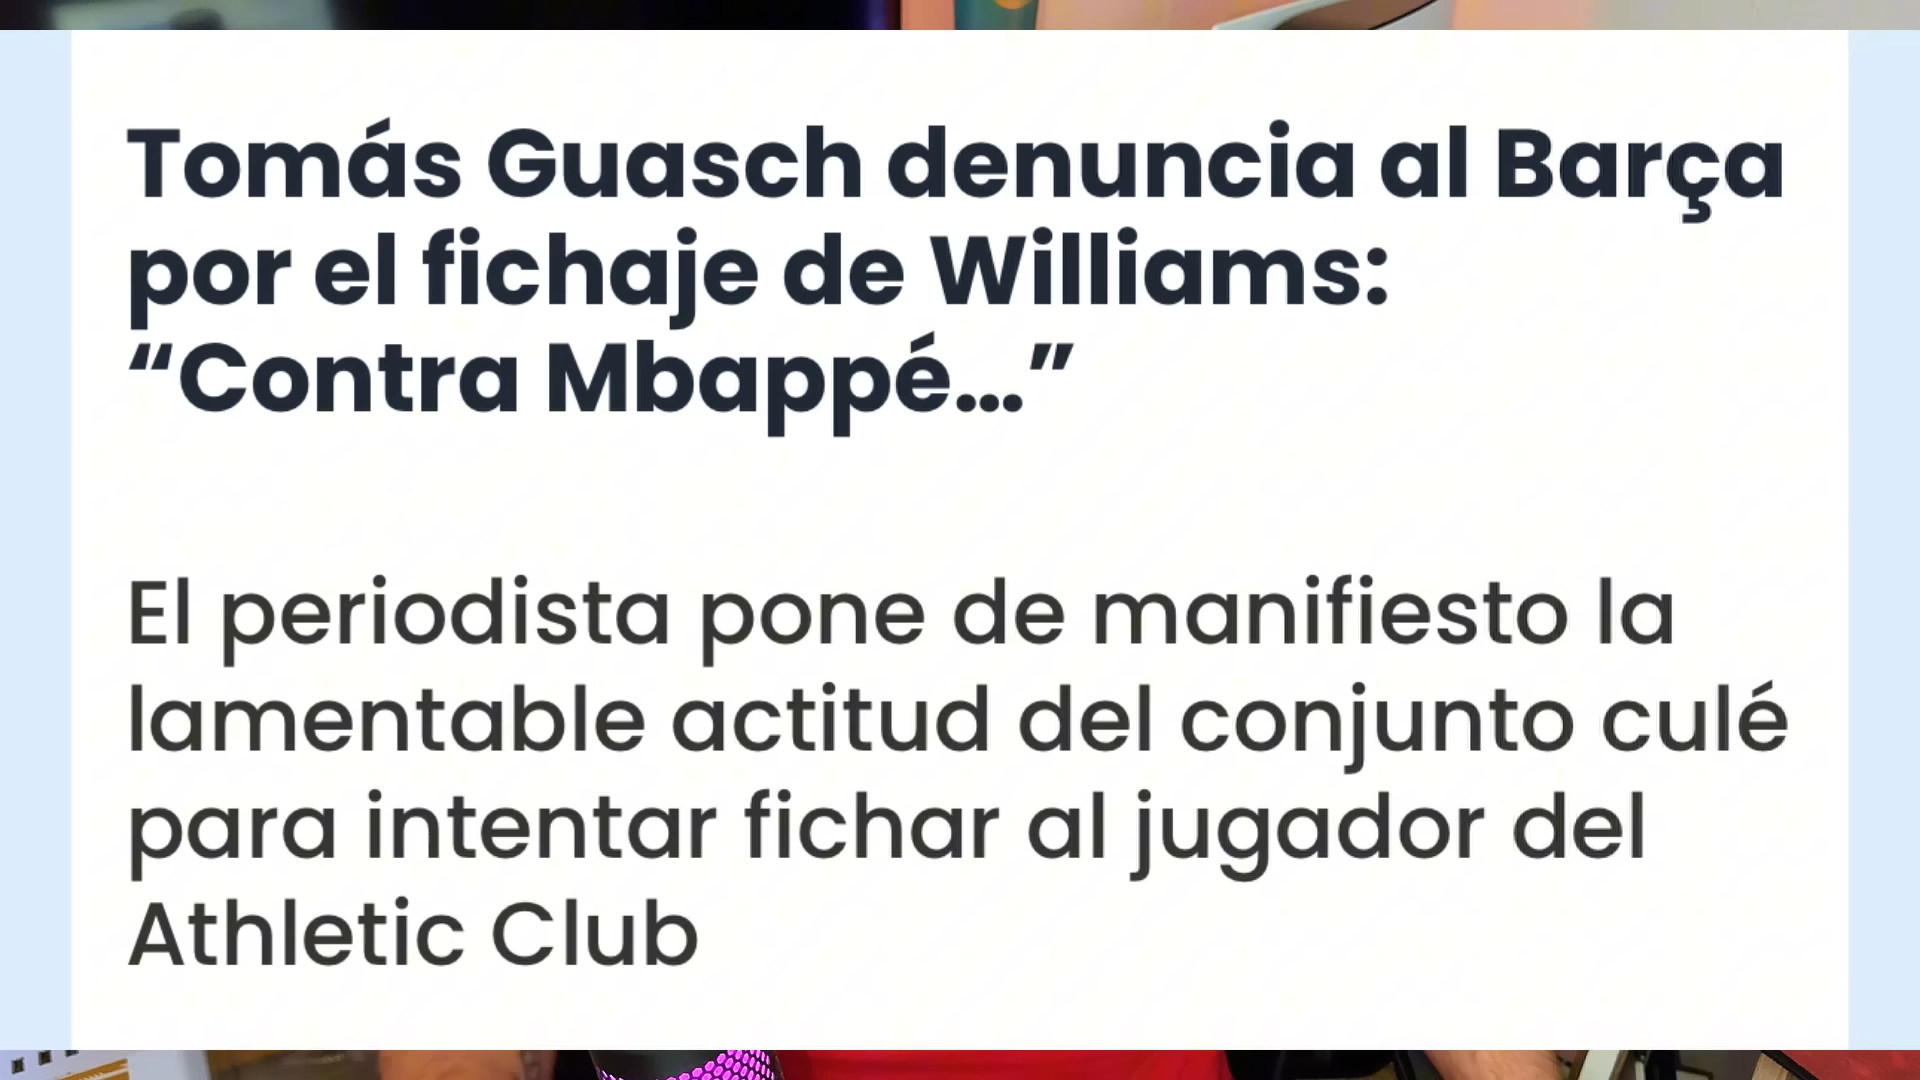 Tomás Guasch denuncia al Barça
por el fichaje de Williams:
“Contra Mbappé...”
El periodista pone de manifiesto la
lamentable actitud del conjunto culé
para intentar fichar al jugador del
Athletic Club